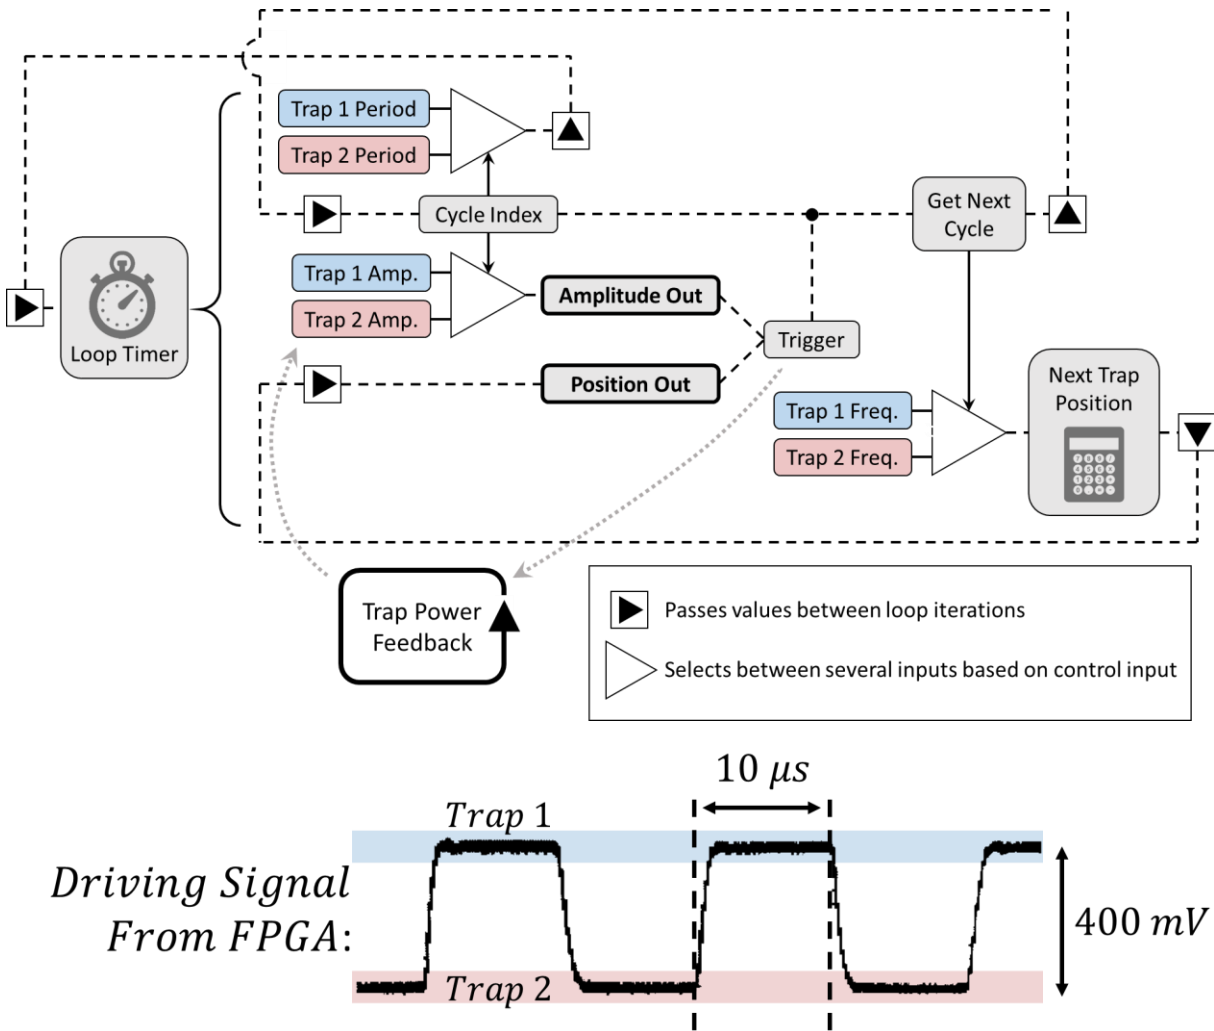 Trap 1 Period
Trap 2 Period
Cycle Index
Get Next
Cycle
Trap 1 Amp.
Trap 2 Amp.
Amplitude Out
Loop Timer
Trigger
Position Out
Next Trap
Position
Trap 1 Freq.
Trap 2 Freq.
Trap Power
Feedback
Passes values between loop iterations
Selects between several inputs based on control input
10 μs
Trap 1
Driving Signal
From FPGA:
400 mV
Trap 2